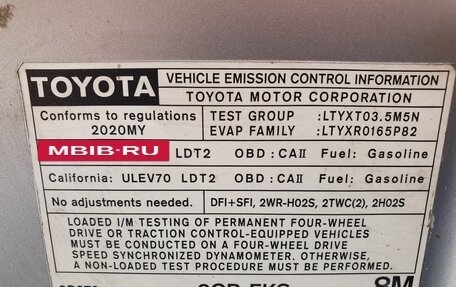 TOYOTA
VEHICLE EMISSION CONTROL INFORMATION
TOYOTA MOTOR CORPORATION
Conforms to regulations
2020MY
TEST GROUP :LTYXT03.5M5N
EVAP FAMILY :LTYXR0165P82
MBIB-RU LDT2 OBD:CAII Fuel: Gasoline
California: ULEV70 LDT2 OBD:CAII Fuel: Gasoline
No adjustments needed. DFI+SFI, 2WR-HO2S, 2TWC(2), 2HO2S
LOADED I/M TESTING OF PERMANENT FOUR-WHEEL
DRIVE OR TRACTION CONTROL-EQUIPPED VEHICLES
MUST BE CONDUCTED ON A FOUR-WHEEL DRIVE
SPEED SYNCHRONIZED DYNAMOMETER. OTHERWISE,
A NON-LOADED TEST MUST BE PERFORMED.
8M